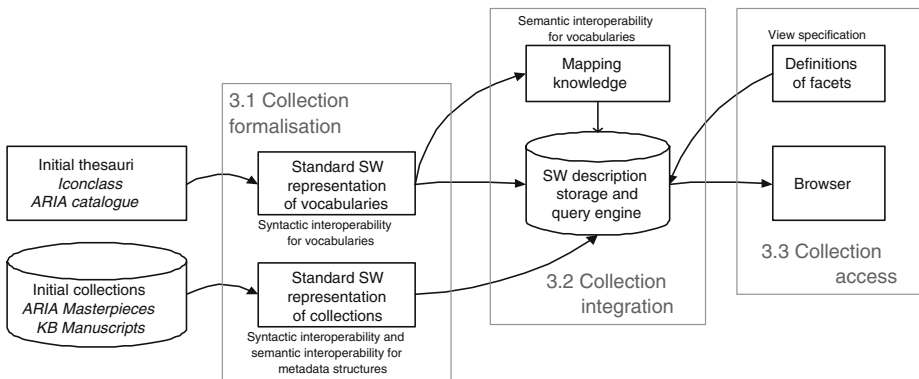 Semantic interoperability
for vocabularies
View specification
Mapping
knowledge
Definitions
of facets
3.1 Collection
formalisation
Initial thesauri
Iconclass
ARIA catalogue
Standard SW
representation
of vocabularies
SW description
storage and
query engine
Browser
Syntactic interoperability
for vocabularies
3.3 Collection
access
Initial collections
ARIA Masterpieces
KB Manuscripts
Standard SW
representation
of collections
3.2 Collection
integration
Syntactic interoperability and
semantic interoperability for
metadata structures